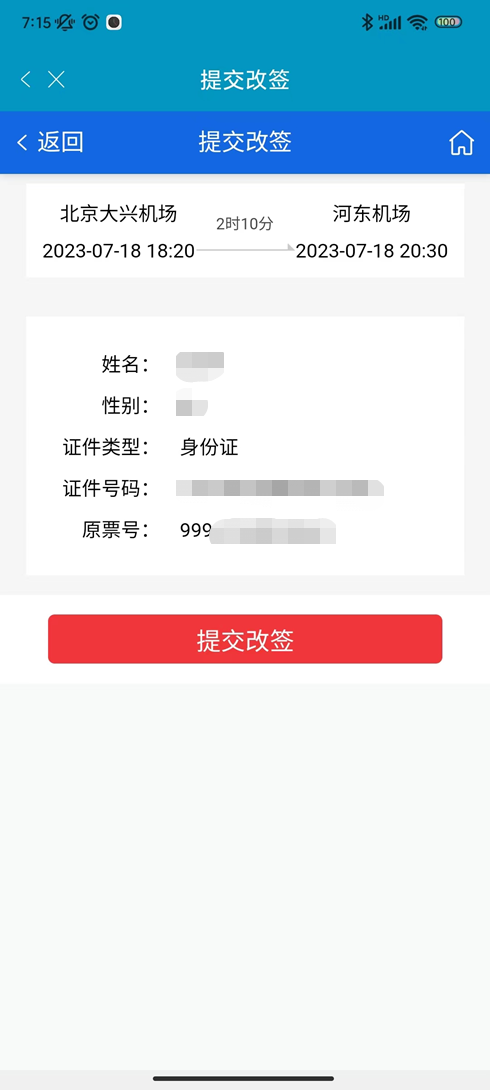 7:15
HD
100
提交改签
返回
提交改签
北京大兴机场
2时10分
河东机场
2023-07-18 18:20
2023-07-18 20:30
姓名：
性别：
证件类型： 身份证
证件号码：
原票号： 999
提交改签